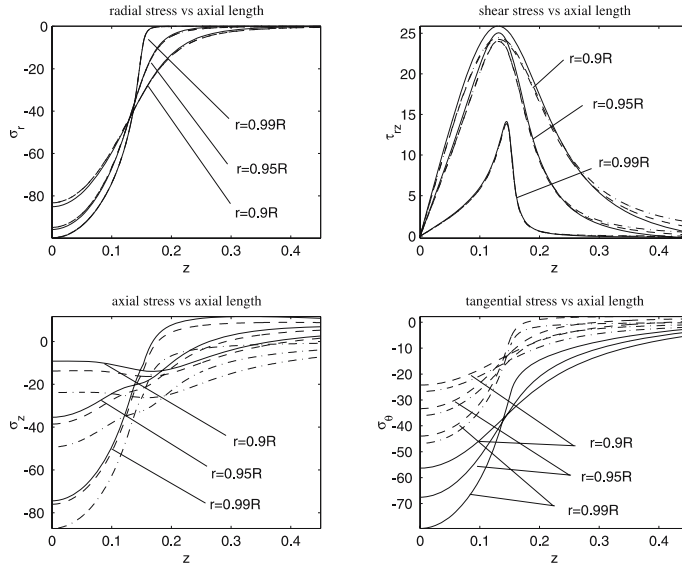 radial stress vs axial length
0
-20
-40
-60
-80
σr
r=0.99R
r=0.95R
r=0.9R
0 0.1 0.2 0.3 0.4
z
shear stress vs axial length
25
20
15
10
5
0
τrz
r=0.9R
r=0.95R
r=0.99R
0 0.1 0.2 0.3 0.4
z
axial stress vs axial length
0
-20
-40
-60
-80
σz
r=0.9R
r=0.95R
r=0.99R
0 0.1 0.2 0.3 0.4
z
tangential stress vs axial length
0
-10
-20
-30
-40
-50
-60
-70
σθ
r=0.9R
r=0.95R
r=0.99R
0 0.1 0.2 0.3 0.4
z